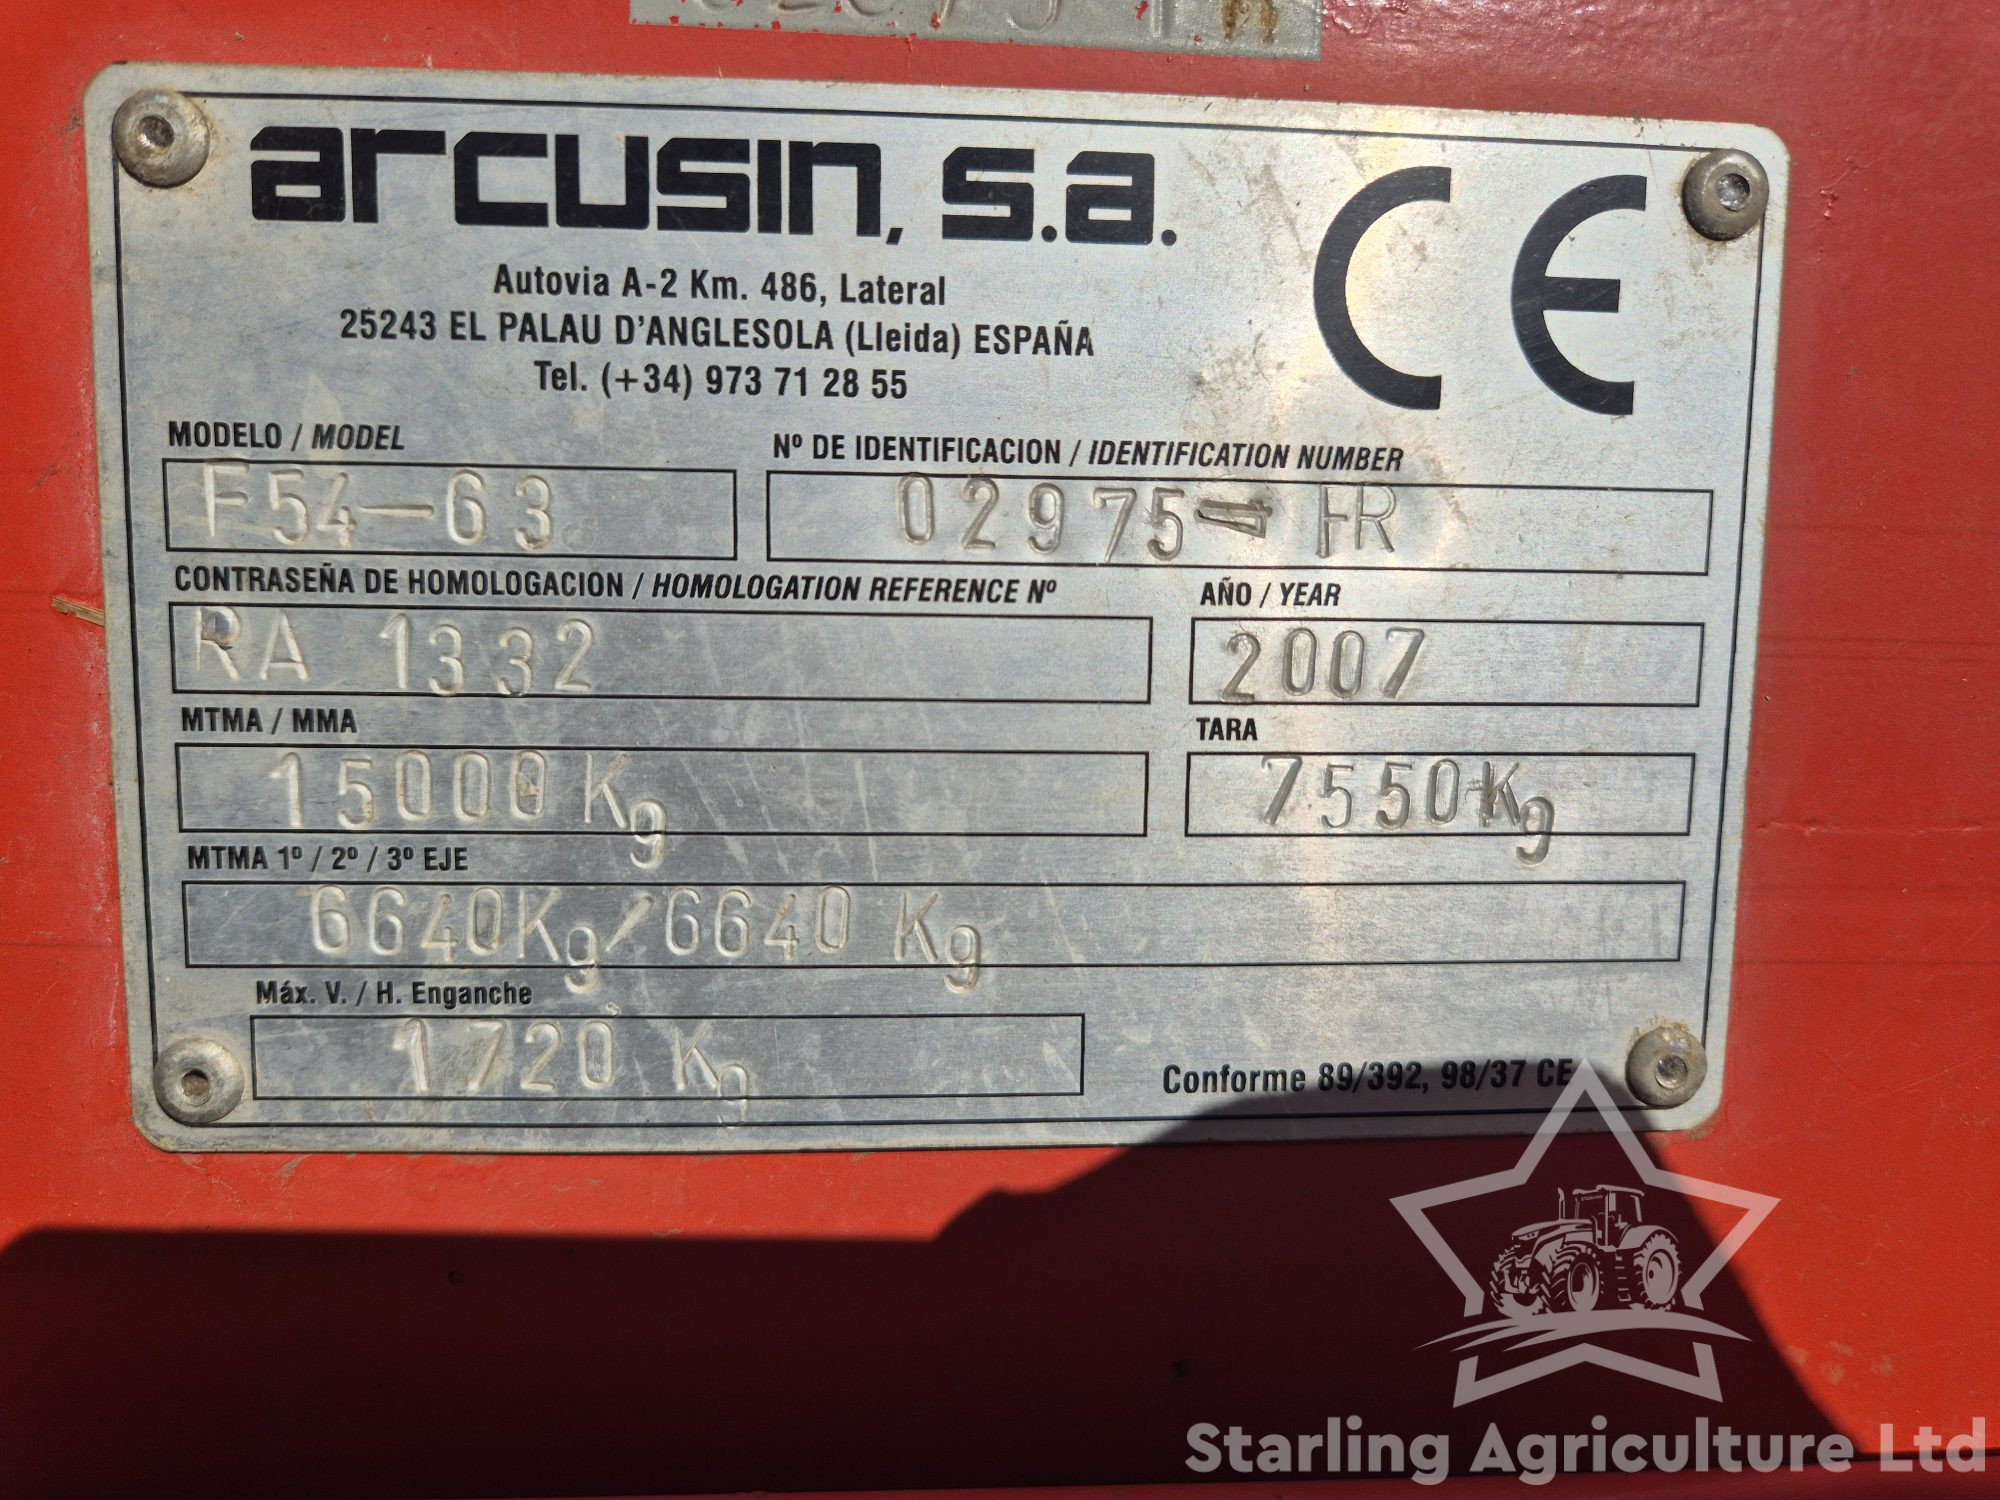 arcusin, s.a.
CE
Autovia A-2 Km. 486, Lateral
25243 EL PALAU D'ANGLESOLA (Lleida) ESPAÑA
Tel. (+34) 973 71 28 55
MODELO / MODEL
F54-63
Nº DE IDENTIFICACION / IDENTIFICATION NUMBER
02975 FR
CONTRASEÑA DE HOMOLOGACION / HOMOLOGATION REFERENCE Nº
RA 1332
AÑO / YEAR
2007
MTMA / MMA
15000Kg
TARA
7550Kg
MTMA 1º / 2º / 3º EJE
6640Kg/6640 Kg
Máx. V. / H. Enganche
1720 Kg
Conforme 89/392, 98/37 CE
Starling Agriculture Ltd